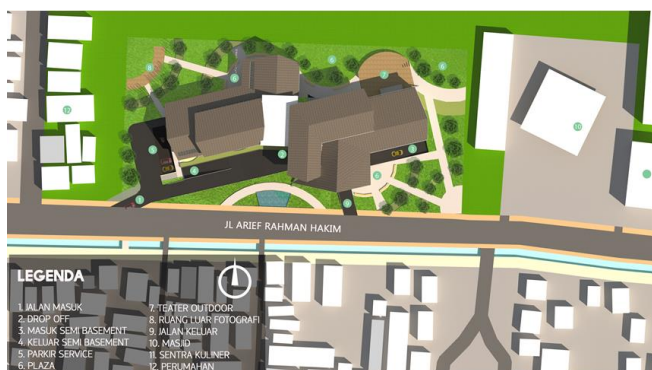 JL ARIEF RAHMAN HAKIM
LEGENDA
1. JALAN MASUK
2. DROP OFF
3. MASUK SEMI BASEMENT
4. KELUAR SEMI BASEMENT
5. PARKIR SERVICE
6. PLAZA
7. TEATER OUTDOOR
8. RUANG LUAR FOTOGRAFI
9. JALAN KELUAR
10. MASJID
11. SENTRA KULINER
12. PERUMAHAN